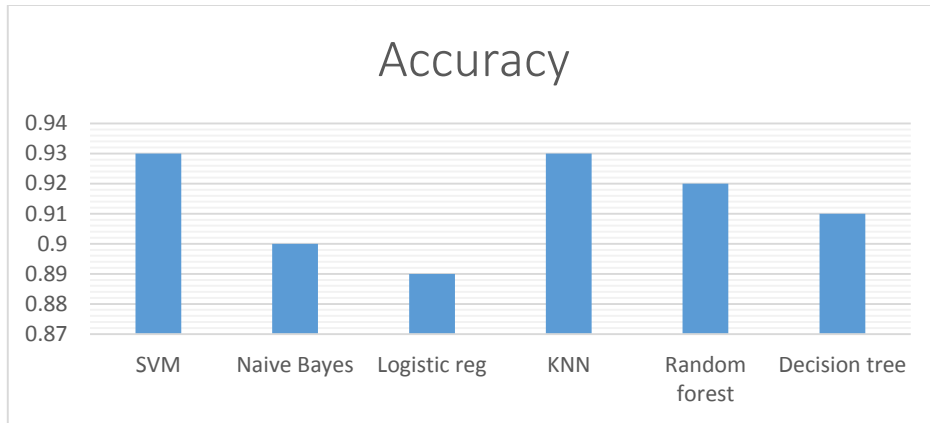 Accuracy
0.94
0.93
0.92
0.91
0.9
0.89
0.88
0.87
SVM
Naive Bayes
Logistic reg
KNN
Random
forest
Decision tree